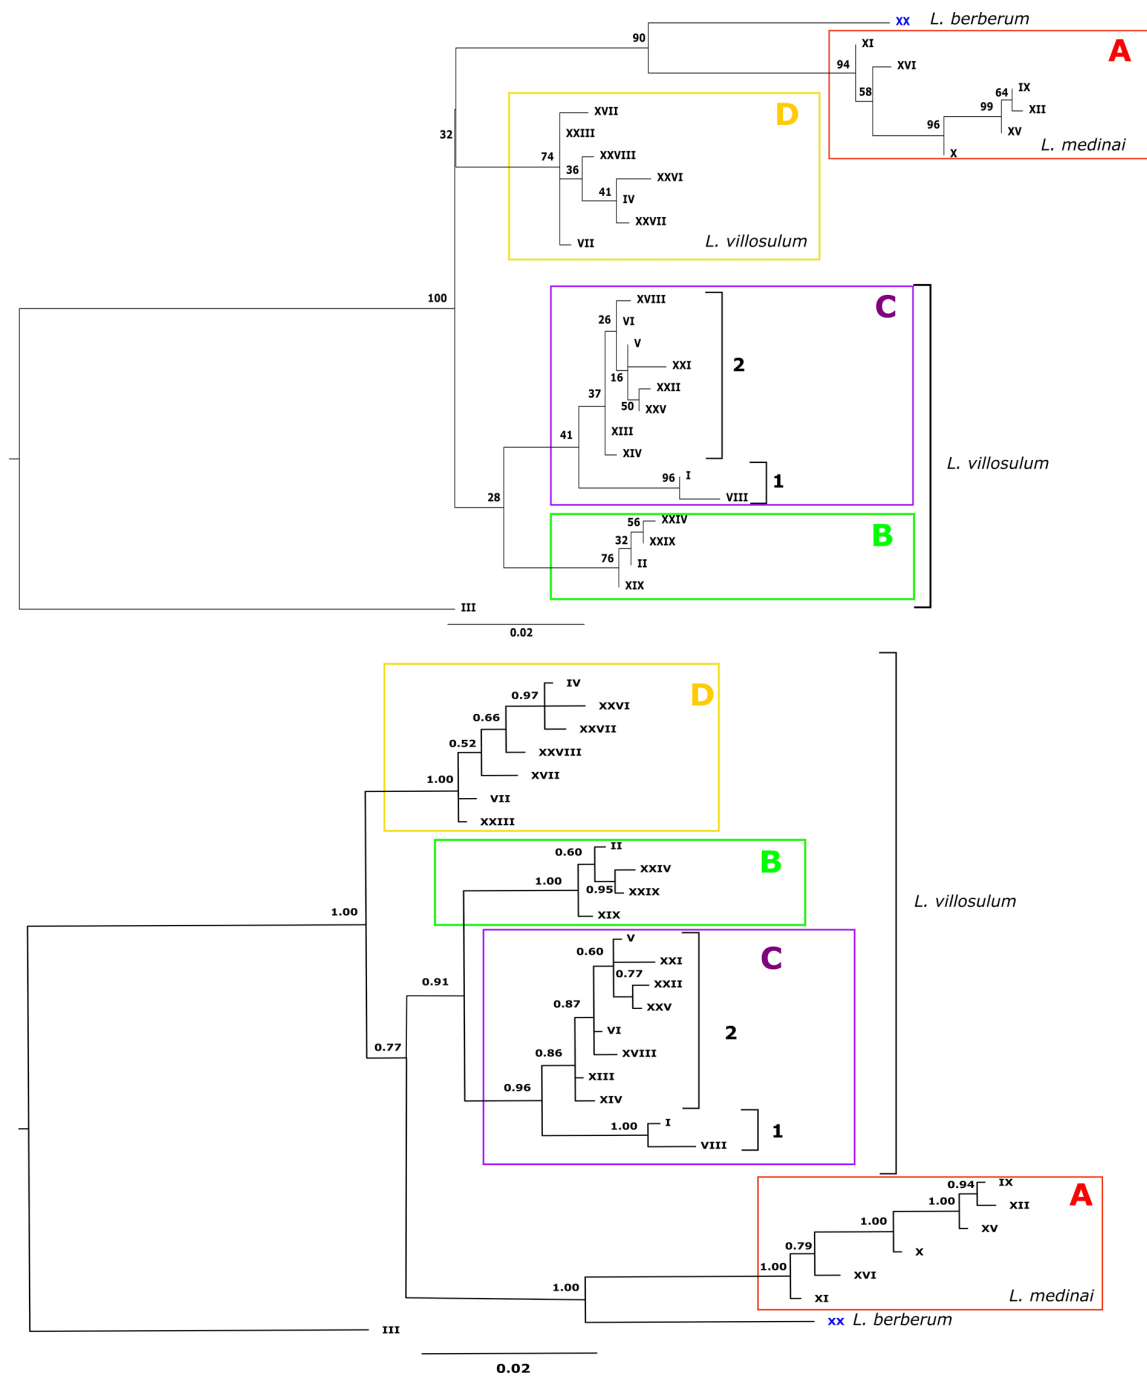 XX L. berberum
90
XI
A
94
XVI
58
64
IX
99
XII
96
XV
X
L. medinai
32
D
XVII
XXIII
74
XXVIII
36
XXVI
41
IV
XXVII
VII
L. villosulum
100
C
XVIII
26
VI
V
XXI
2
16
XXII
37
50
XXV
XIII
41
XIV
96
I
1
VIII
L. villosulum
28
56
XXIV
B
32
XXIX
76
II
XIX
III
0.02
D
IV
0.97
XXVI
0.66
XXVII
0.52
XXVIII
XVII
1.00
VII
XXIII
B
0.60
II
XXIV
1.00
0.95
XXIX
XIX
L. villosulum
1.00
C
V
0.60
XXI
0.77
XXII
0.91
0.87
XXV
VI
2
0.77
0.86
XVIII
XIII
0.96
XIV
1.00
I
1
VIII
0.94
IX
A
1.00
XII
1.00
XV
0.79
X
1.00
XVI
1.00
XI
L. medinai
XX L. berberum
III
0.02